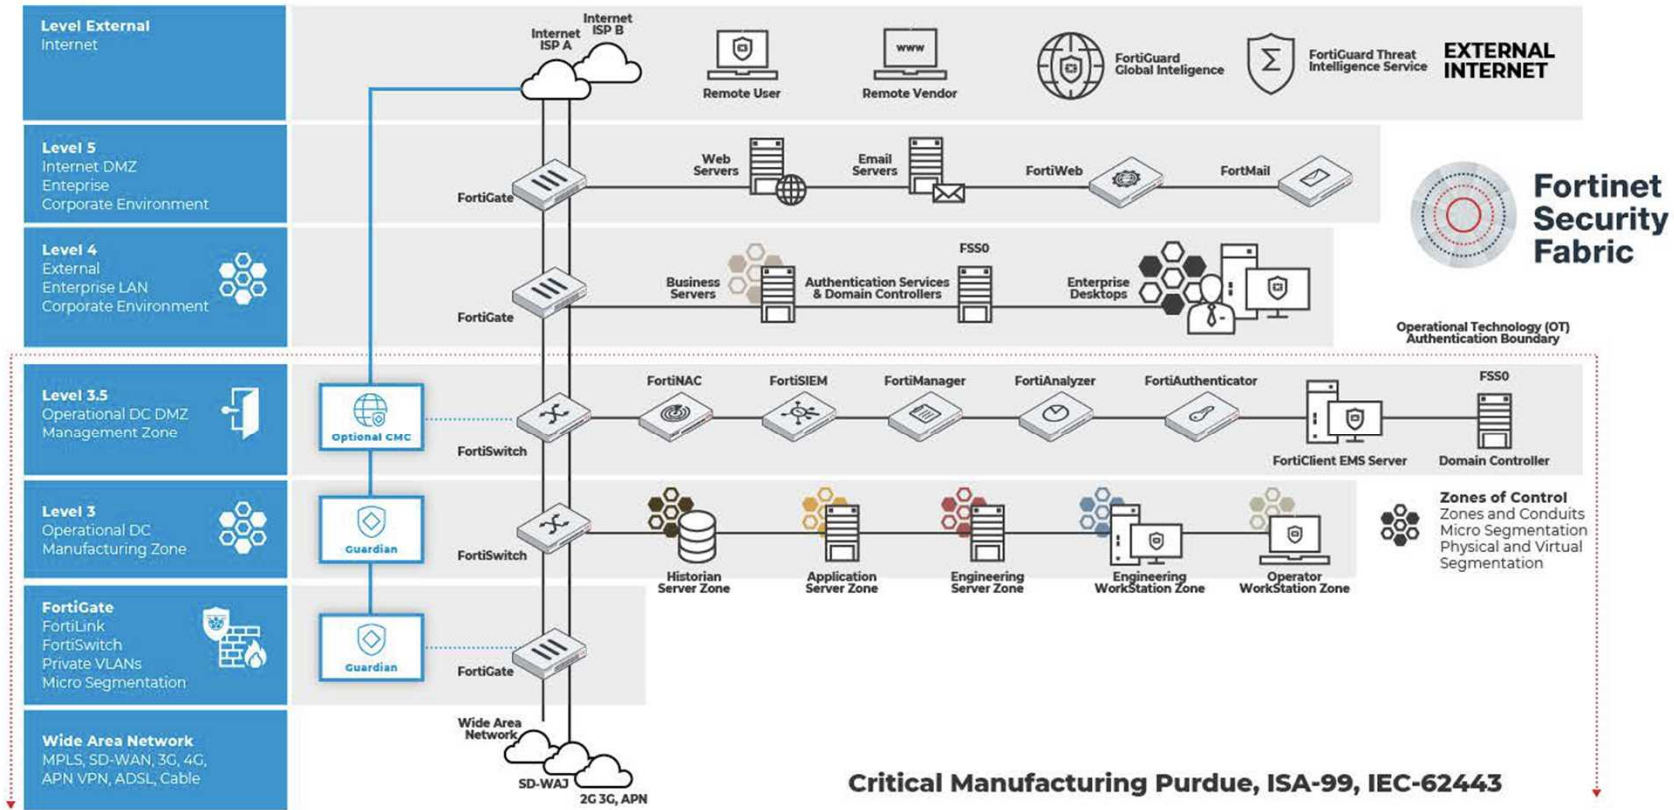 Level External
Internet
Internet
ISP A
Internet
ISP B
www
Remote User
Remote Vendor
FortiGuard
Global Inteligence
FortiGuard Threat
Intelligence Service
EXTERNAL
INTERNET
Level 5
Internet DMZ
Enteprise
Corporate Environment
FortiGate
Web
Servers
Email
Servers
FortiWeb
FortMail
Fortinet
Security
Fabric
Level 4
External
Enterprise LAN
Corporate Environment
FortiGate
Business
Servers
Authentication Services
& Domain Controllers
FSS0
Enterprise
Desktops
Operational Technology (OT)
Authentication Boundary
Level 3.5
Operational DC DMZ
Management Zone
Optional CMC
FortiSwitch
FortiNAC
FortiSIEM
FortiManager
FortiAnalyzer
FortiAuthenticator
FortiClient EMS Server
FSS0
Domain Controller
Level 3
Operational DC
Manufacturing Zone
Guardian
FortiSwitch
Historian
Server Zone
Application
Server Zone
Engineering
Server Zone
Engineering
WorkStation Zone
Operator
WorkStation Zone
Zones of Control
Zones and Conduits
Micro Segmentation
Physical and Virtual
Segmentation
FortiGate
FortiLink
FortiSwitch
Private VLANs
Micro Segmentation
Guardian
FortiGate
Wide Area Network
MPLS, SD-WAN, 3G, 4G,
APN VPN, ADSL, Cable
Wide Area
Network
SD-WAJ
2G 3G, APN
Critical Manufacturing Purdue, ISA-99, IEC-62443